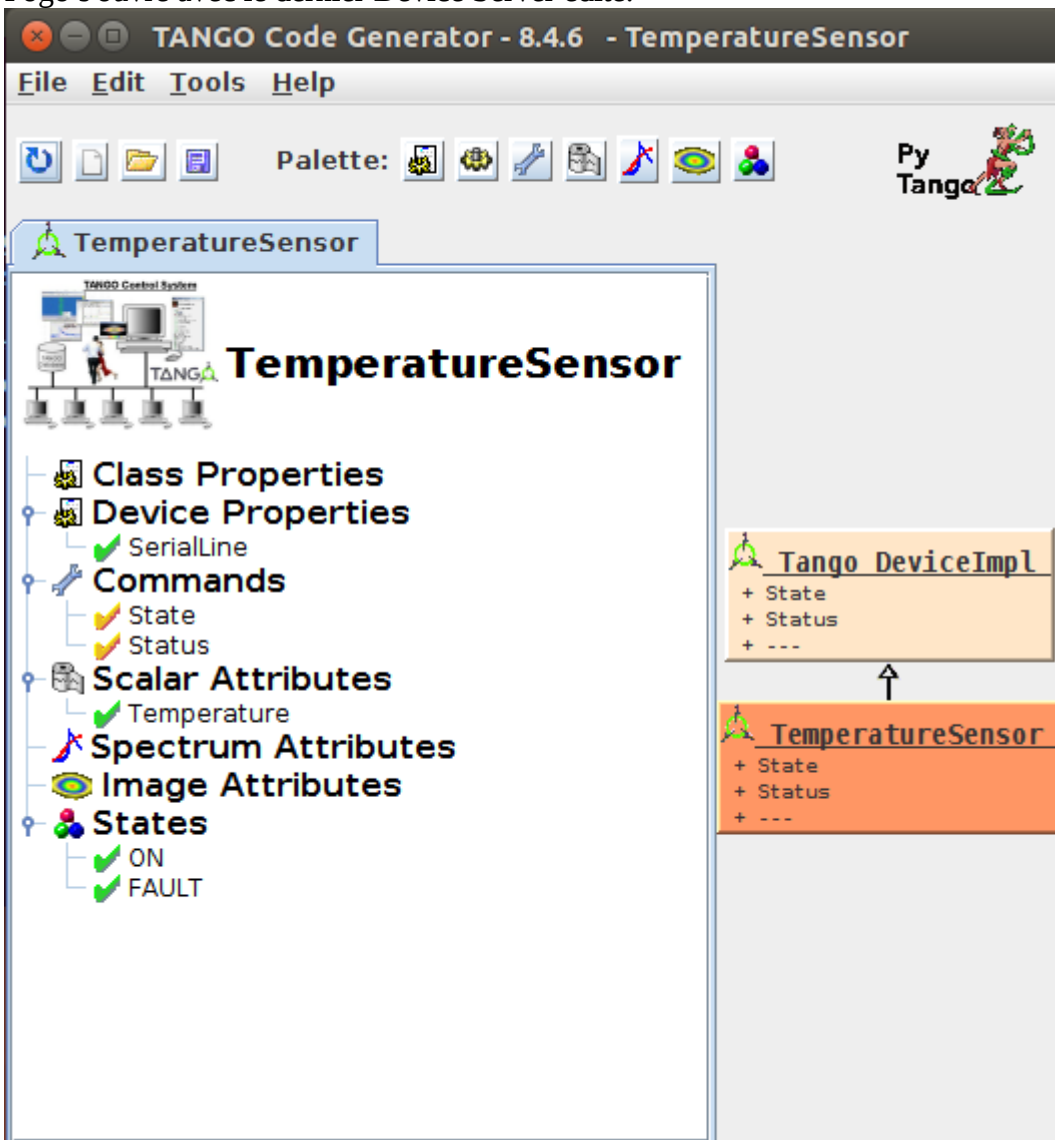 TANGO Code Generator - 8.4.6 - TemperatureSensor
File Edit Tools Help
Palette:
Py
Tango
TemperatureSensor
TANGO Control System
TANGO
TemperatureSensor
Class Properties
Device Properties
SerialLine
Commands
State
Status
Scalar Attributes
Temperature
Spectrum Attributes
Image Attributes
States
ON
FAULT
Tango DeviceImpl
+ State
+ Status
+ ---
TemperatureSensor
+ State
+ Status
+ ---